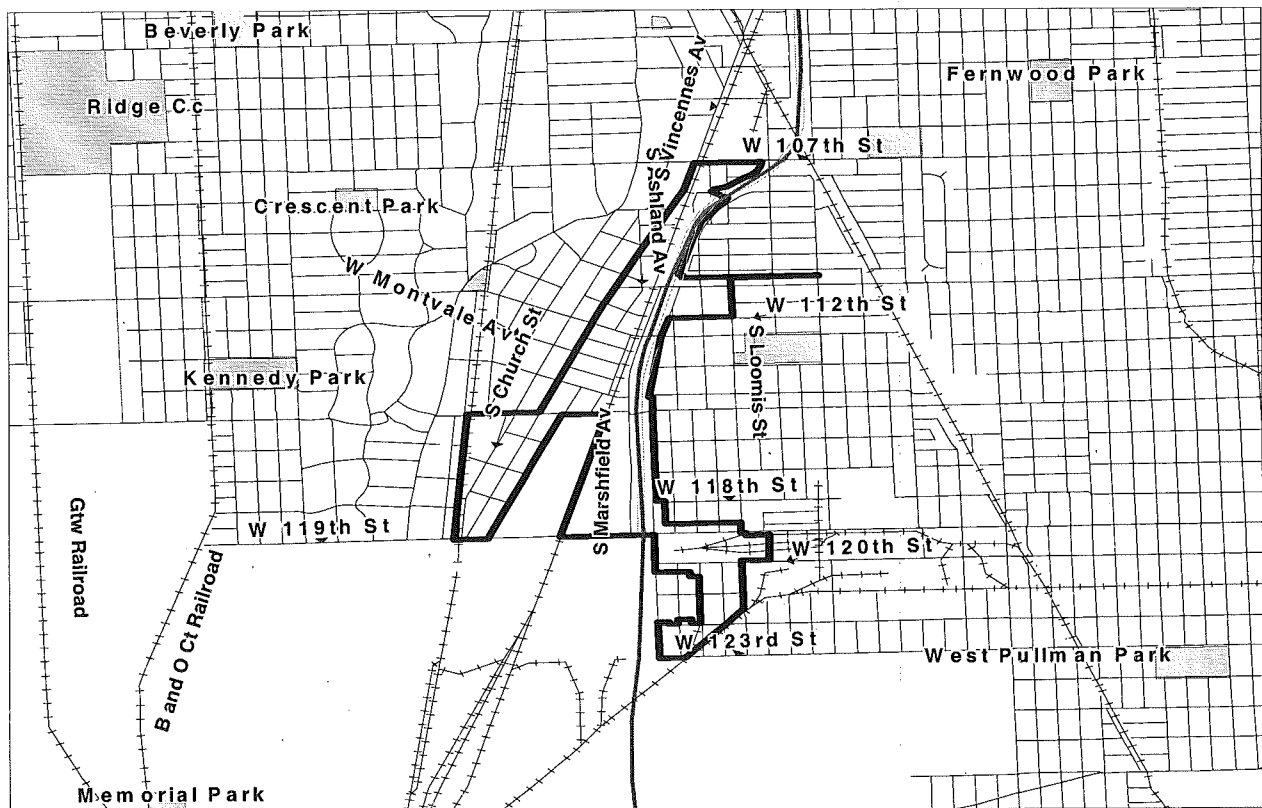 Beverly Park
Fernwood Park
Ridge Cc
S Vincennes Av
W 107th St
S Ashland Av
Crescent Park
W Montvale Av
W 112th St
S Church St
S Loomis St
Kennedy Park
S Marshfield Av
W 118th St
W 119th St
W 120th St
Gtw Railroad
B and O Ct Railroad
W 123rd St
West Pullman Park
Memorial Park